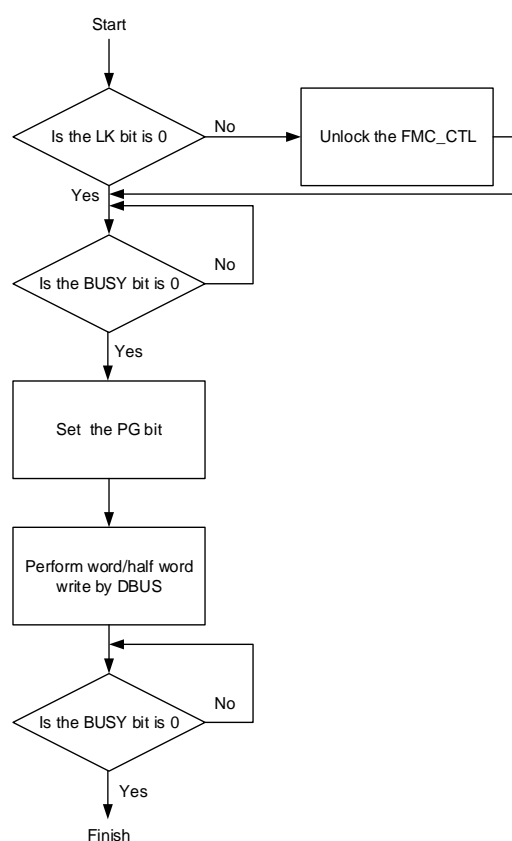 Start
Is the LK bit is 0
No
Unlock the FMC_CTL
Yes
Is the BUSY bit is 0
No
Yes
Set the PG bit
Perform word/half word
write by DBUS
Is the BUSY bit is 0
No
Yes
Finish